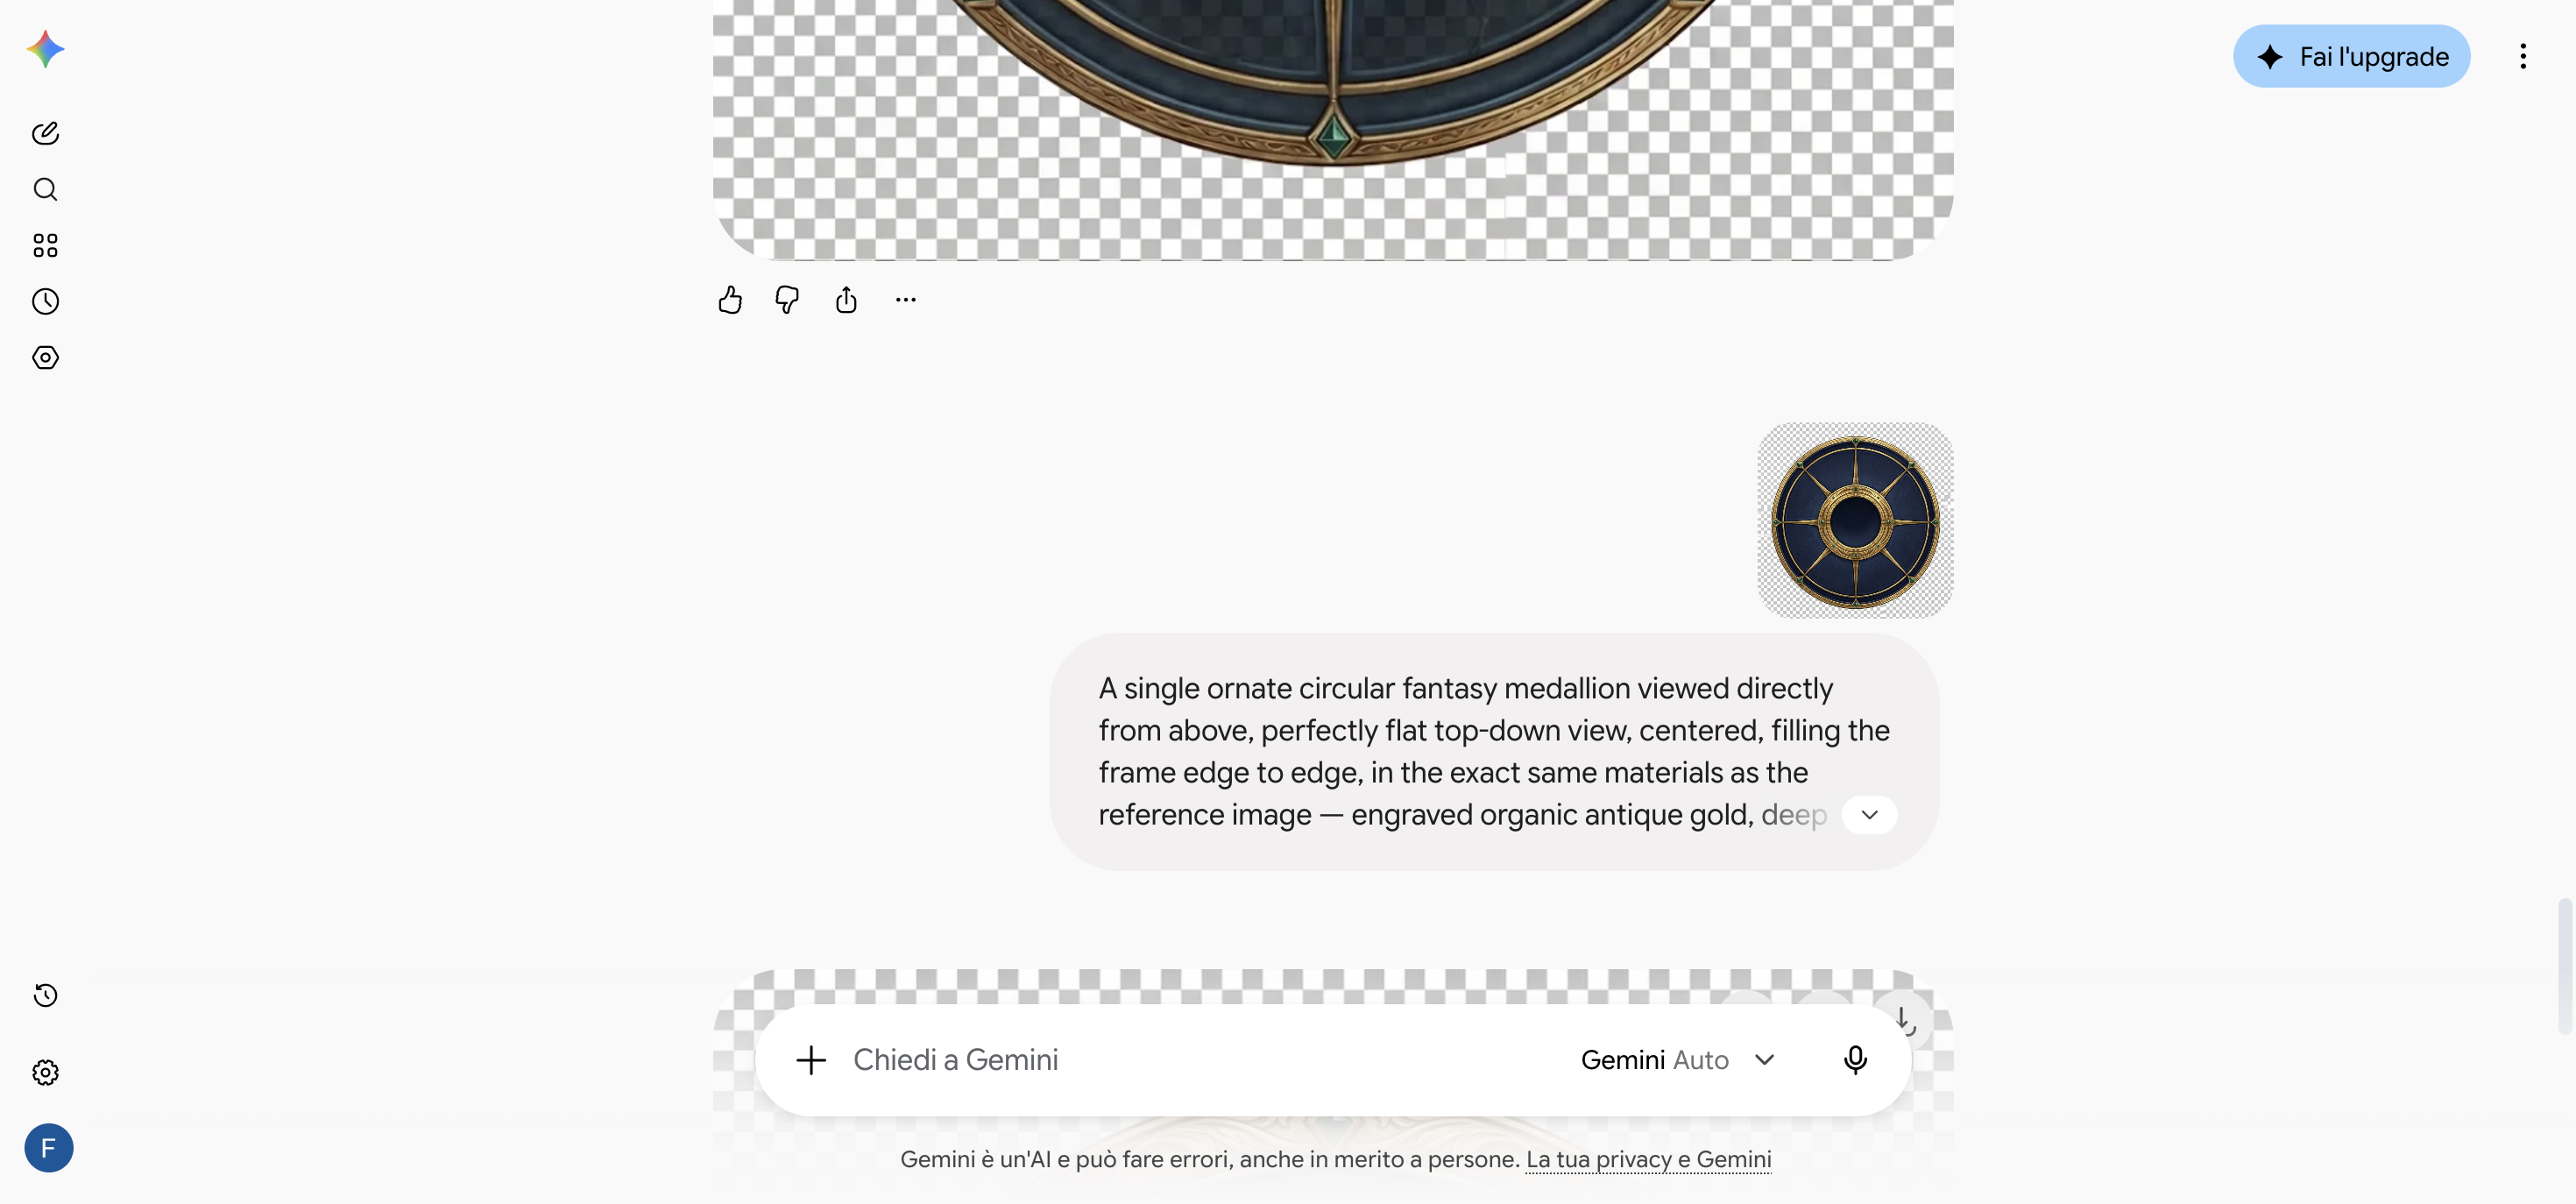 Fai l'upgrade
A single ornate circular fantasy medallion viewed directly
from above, perfectly flat top-down view, centered, filling the
frame edge to edge, in the exact same materials as the
reference image — engraved organic antique gold, deep
Chiedi a Gemini
Gemini Auto
F
Gemini è un'AI e può fare errori, anche in merito a persone. La tua privacy e Gemini